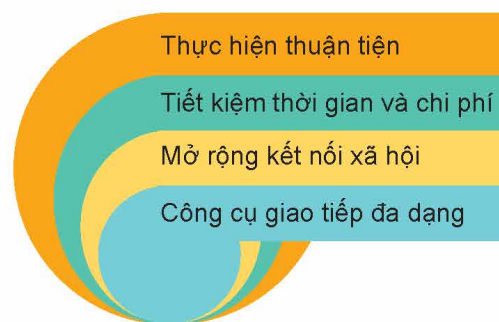 Thực hiện thuận tiện
Tiết kiệm thời gian và chi phí
Mở rộng kết nối xã hội
Công cụ giao tiếp đa dạng